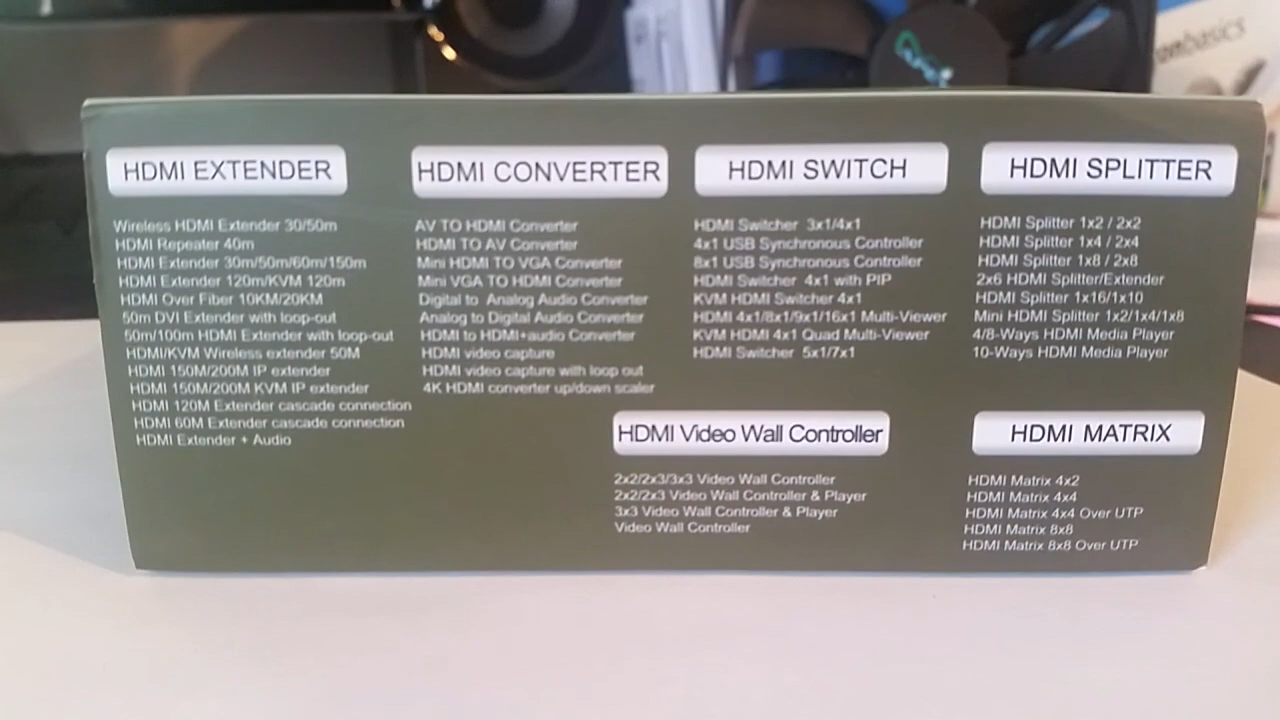 onbasics
HDMI EXTENDER
Wireless HDMI Extender 30/50m
HDMI Repeater 40m
HDMI Extender 30m/50m/60m/150m
HDMI Extender 120m/KVM 120m
HDMI Over Fiber 10KM/20KM
50m DVI Extender with loop-out
50m/100m HDMI Extender with loop-out
HDMI/KVM Wireless extender 50M
HDMI 150M/200M IP extender
HDMI 150M/200M KVM IP extender
HDMI 120M Extender cascade connection
HDMI 60M Extender cascade connection
HDMI Extender + Audio
HDMI CONVERTER
AV TO HDMI Converter
HDMI TO AV Converter
Mini HDMI TO VGA Converter
Mini VGA TO HDMI Converter
Digital to Analog Audio Converter
Analog to Digital Audio Converter
HDMI to HDMI+audio Converter
HDMI video capture
HDMI video capture with loop out
4K HDMI converter up/down scaler
HDMI SWITCH
HDMI Switcher 3x1/4x1
4x1 USB Synchronous Controller
8x1 USB Synchronous Controller
HDMI Switcher 4x1 with PIP
KVM HDMI Switcher 4x1
HDMI 4x1/8x1/9x1/16x1 Multi-Viewer
KVM HDMI 4x1 Quad Multi-Viewer
HDMI Switcher 5x1/7x1
HDMI SPLITTER
HDMI Splitter 1x2 / 2x2
HDMI Splitter 1x4 / 2x4
HDMI Splitter 1x8 / 2x8
2x6 HDMI Splitter/Extender
HDMI Splitter 1x16/1x10
Mini HDMI Splitter 1x2/1x4/1x8
4/8-Ways HDMI Media Player
10-Ways HDMI Media Player
HDMI Video Wall Controller
2x2/2x3/3x3 Video Wall Controller
2x2/2x3 Video Wall Controller & Player
3x3 Video Wall Controller & Player
Video Wall Controller
HDMI MATRIX
HDMI Matrix 4x2
HDMI Matrix 4x4
HDMI Matrix 4x4 Over UTP
HDMI Matrix 8x8
HDMI Matrix 8x8 Over UTP